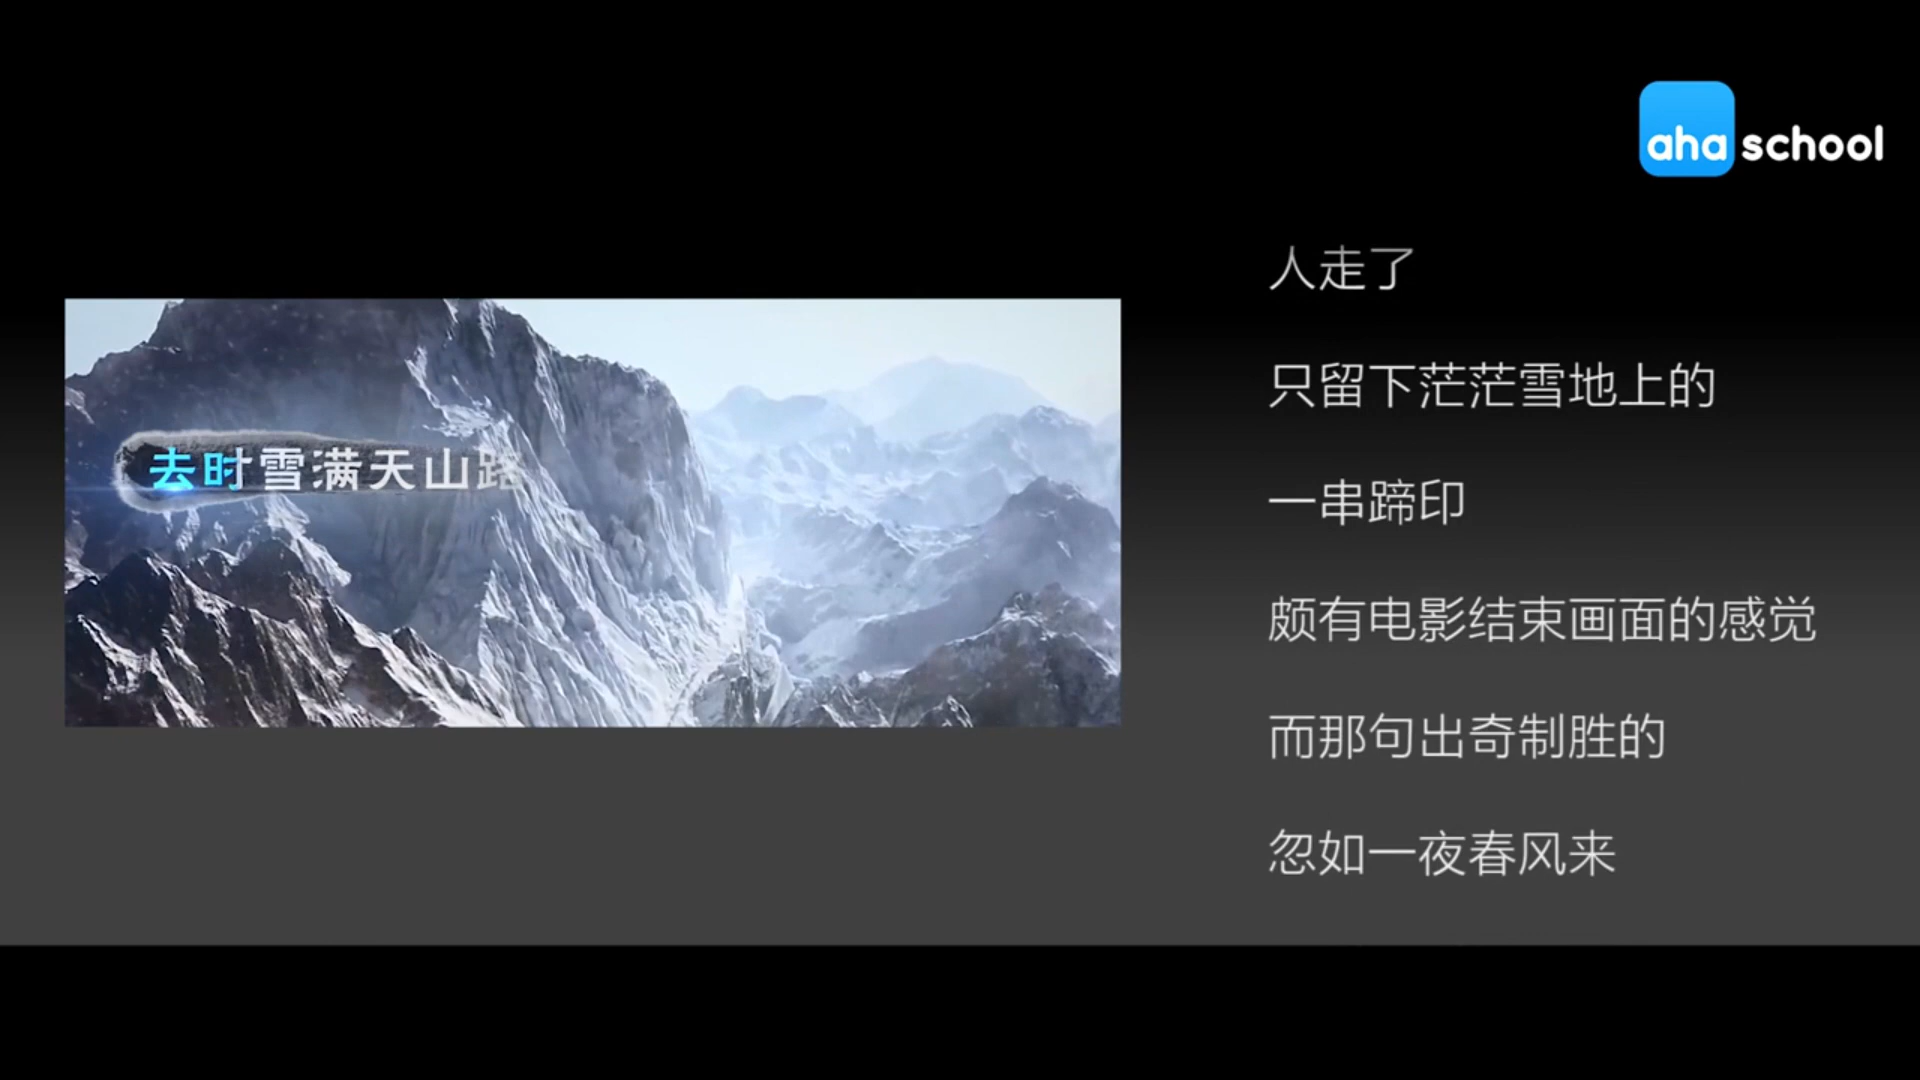 aha school
去时雪满天山路
人走了
只留下茫茫雪地上的
一串蹄印
颇有电影结束画面的感觉
而那句出奇制胜的
忽如一夜春风来